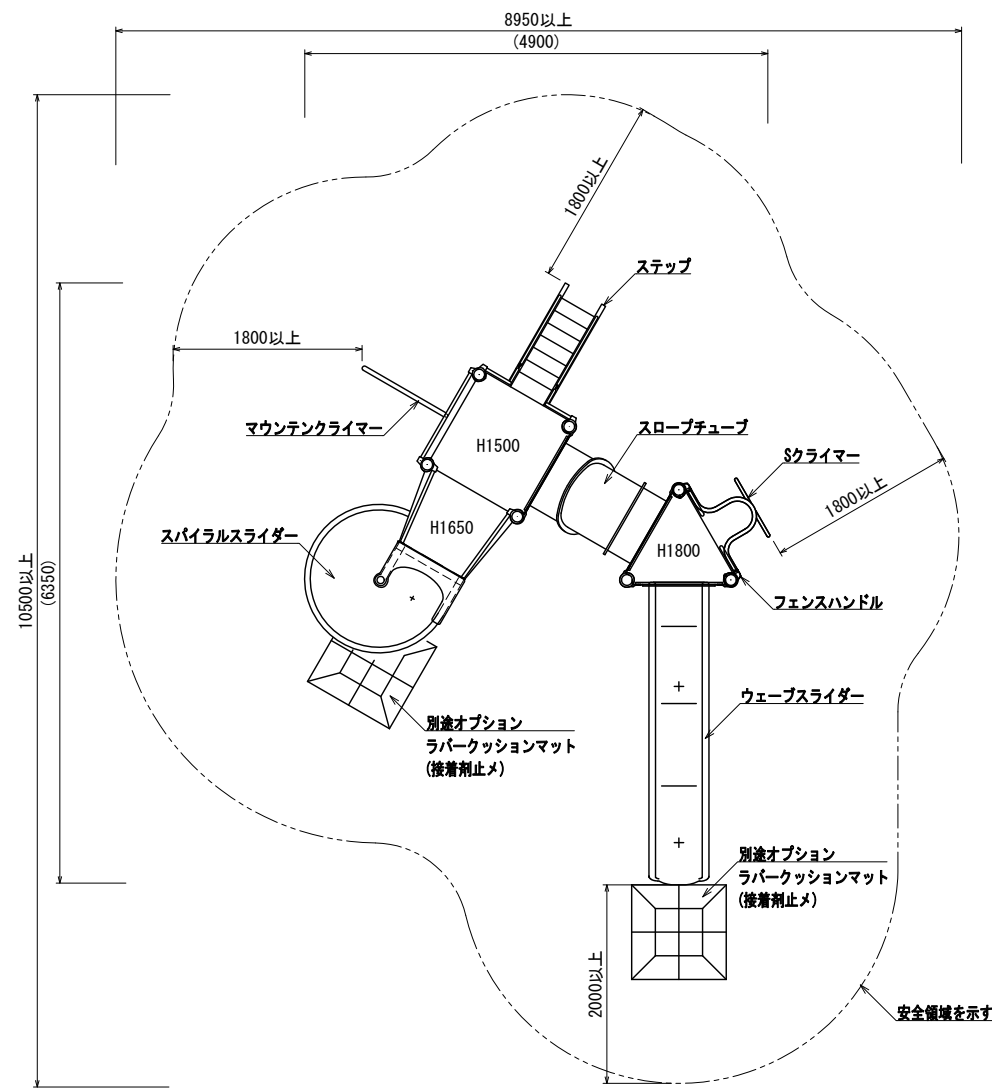 8950以上
(4900)
1800以上
ステップ
1800以上
マウンテンクライマー
H1500
スロープチューブ
Sクライマー
1800以上
スパイラルスライダー
H1650
H1800
フェンスハンドル
10500以上
(6350)
ウェーブスライダー
別途オプション
ラバークッションマット
(接着剤止メ)
別途オプション
ラバークッションマット
(接着剤止メ)
2000以上
安全領域を示す